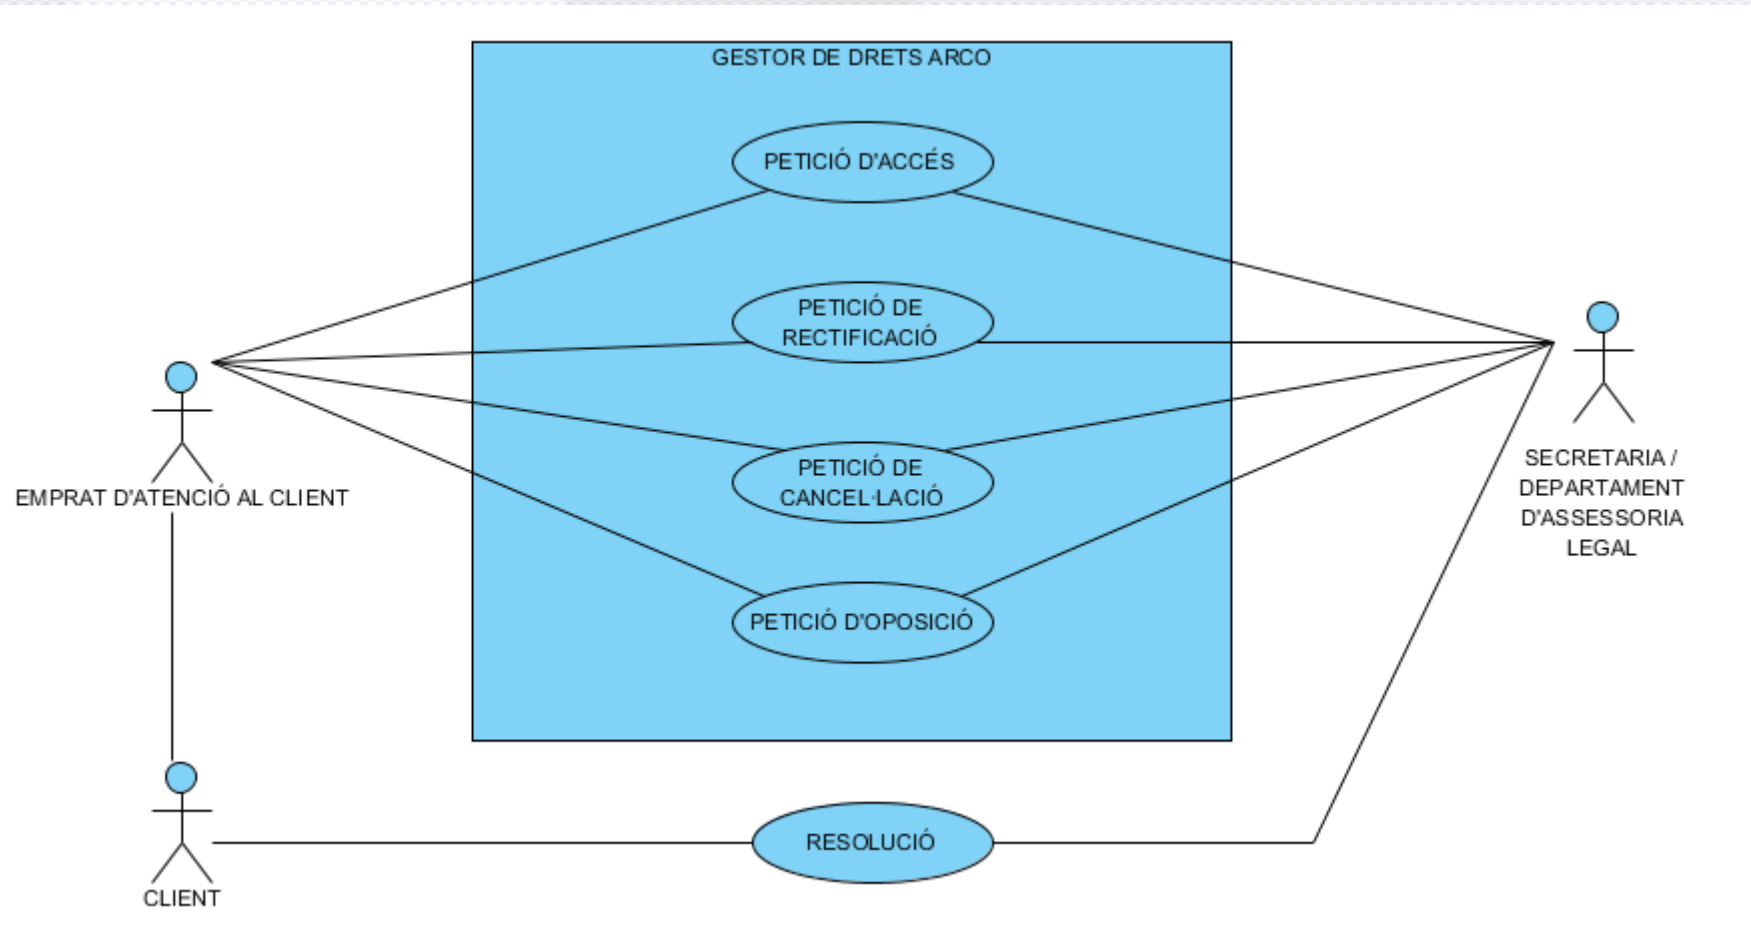 GESTOR DE DRETS ARCO
PETICIÓ D'ACCÉS
PETICIÓ DE
RECTIFICACIÓ
PETICIÓ DE
CANCEL·LACIÓ
PETICIÓ D'OPOSICIÓ
EMPRAT D'ATENCIÓ AL CLIENT
SECRETARIA /
DEPARTAMENT
D'ASSESSORIA
LEGAL
RESOLUCIÓ
CLIENT